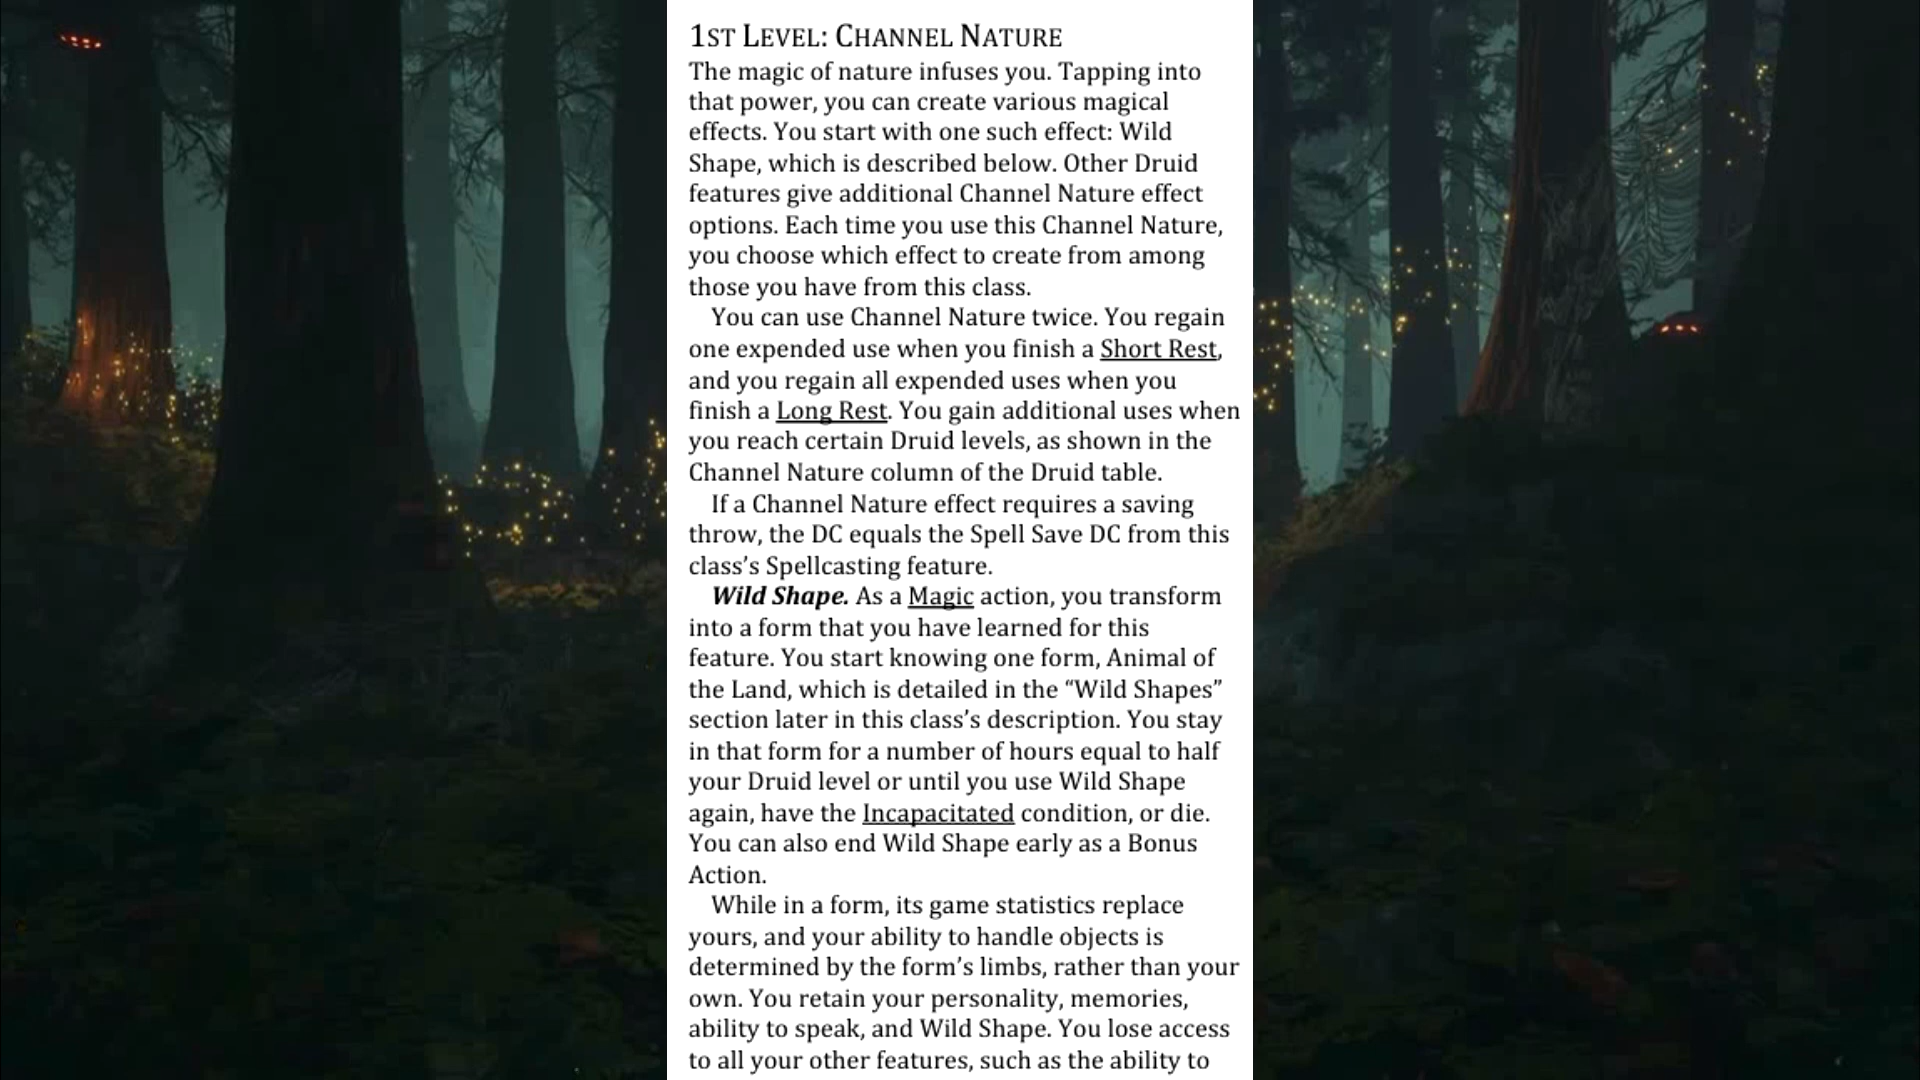 1ST LEVEL: CHANNEL NATURE
The magic of nature infuses you. Tapping into
that power, you can create various magical
effects. You start with one such effect: Wild
Shape, which is described below. Other Druid
features give additional Channel Nature effect
options. Each time you use this Channel Nature,
you choose which effect to create from among
those you have from this class.
You can use Channel Nature twice. You regain
one expended use when you finish a Short Rest,
and you regain all expended uses when you
finish a Long Rest. You gain additional uses when
you reach certain Druid levels, as shown in the
Channel Nature column of the Druid table.
If a Channel Nature effect requires a saving
throw, the DC equals the Spell Save DC from this
class’s Spellcasting feature.
Wild Shape. As a Magic action, you transform
into a form that you have learned for this
feature. You start knowing one form, Animal of
the Land, which is detailed in the “Wild Shapes”
section later in this class’s description. You stay
in that form for a number of hours equal to half
your Druid level or until you use Wild Shape
again, have the Incapacitated condition, or die.
You can also end Wild Shape early as a Bonus
Action.
While in a form, its game statistics replace
yours, and your ability to handle objects is
determined by the form’s limbs, rather than your
own. You retain your personality, memories,
ability to speak, and Wild Shape. You lose access
to all your other features, such as the ability to